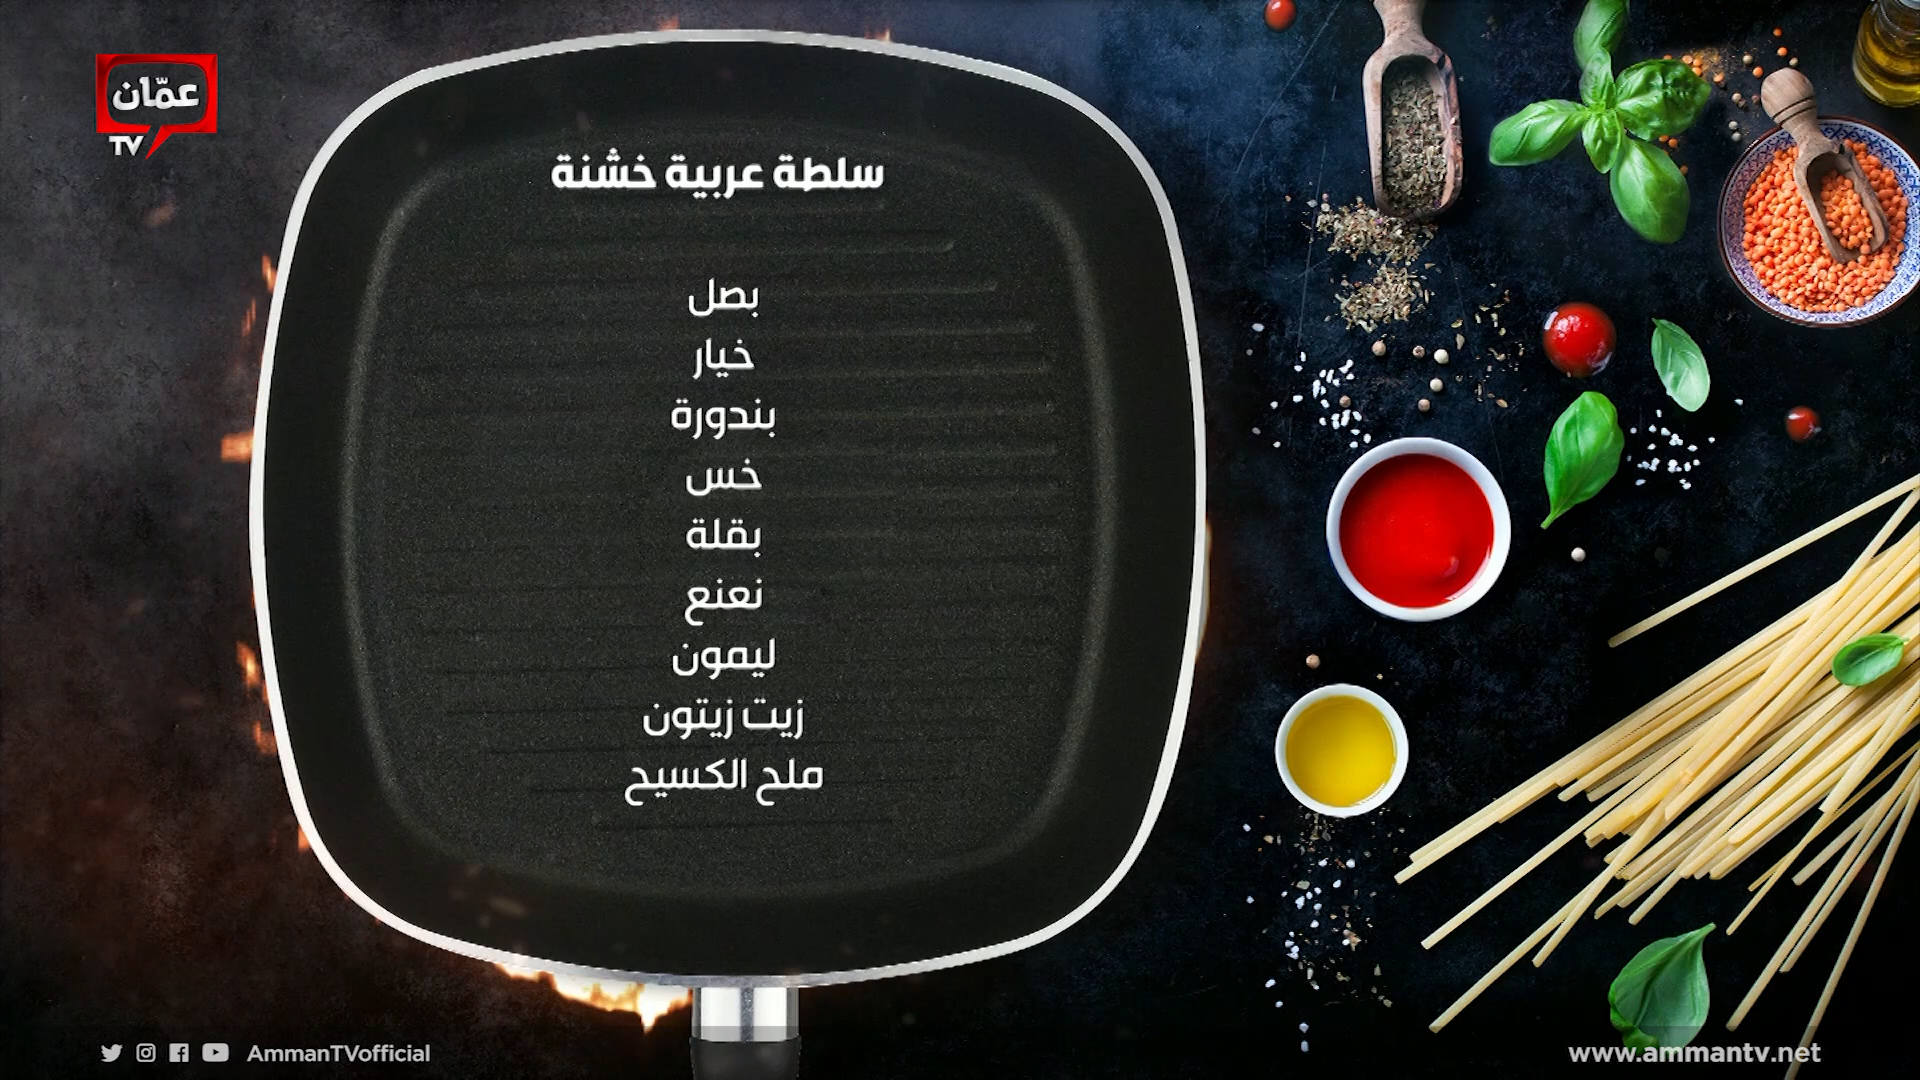 عمّان
TV
سلطة عربية خشنة
بصل
خيار
بندورة
خس
بقلة
نعنع
ليمون
زيت زيتون
ملح الكسيح
AmmanTVofficial
www.ammantv.net